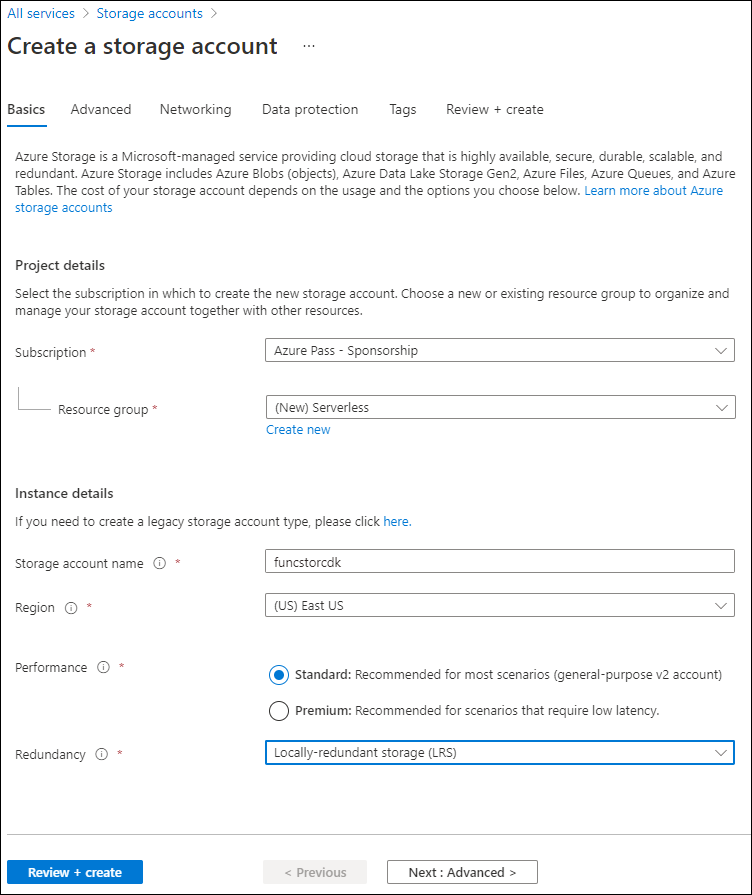 All services > Storage accounts >
Create a storage account ...
Basics Advanced Networking Data protection Tags Review + create
Azure Storage is a Microsoft-managed service providing cloud storage that is highly available, secure, durable, scalable, and
redundant. Azure Storage includes Azure Blobs (objects), Azure Data Lake Storage Gen2, Azure Files, Azure Queues, and Azure
Tables. The cost of your storage account depends on the usage and the options you choose below. Learn more about Azure
storage accounts
Project details
Select the subscription in which to create the new storage account. Choose a new or existing resource group to organize and
manage your storage account together with other resources.
Subscription * Azure Pass - Sponsorship
Resource group * (New) Serverless
Create new
Instance details
If you need to create a legacy storage account type, please click here.
Storage account name * funcstorcdk
Region * (US) East US
Performance * Standard: Recommended for most scenarios (general-purpose v2 account)
Premium: Recommended for scenarios that require low latency.
Redundancy * Locally-redundant storage (LRS)
Review + create < Previous Next : Advanced >